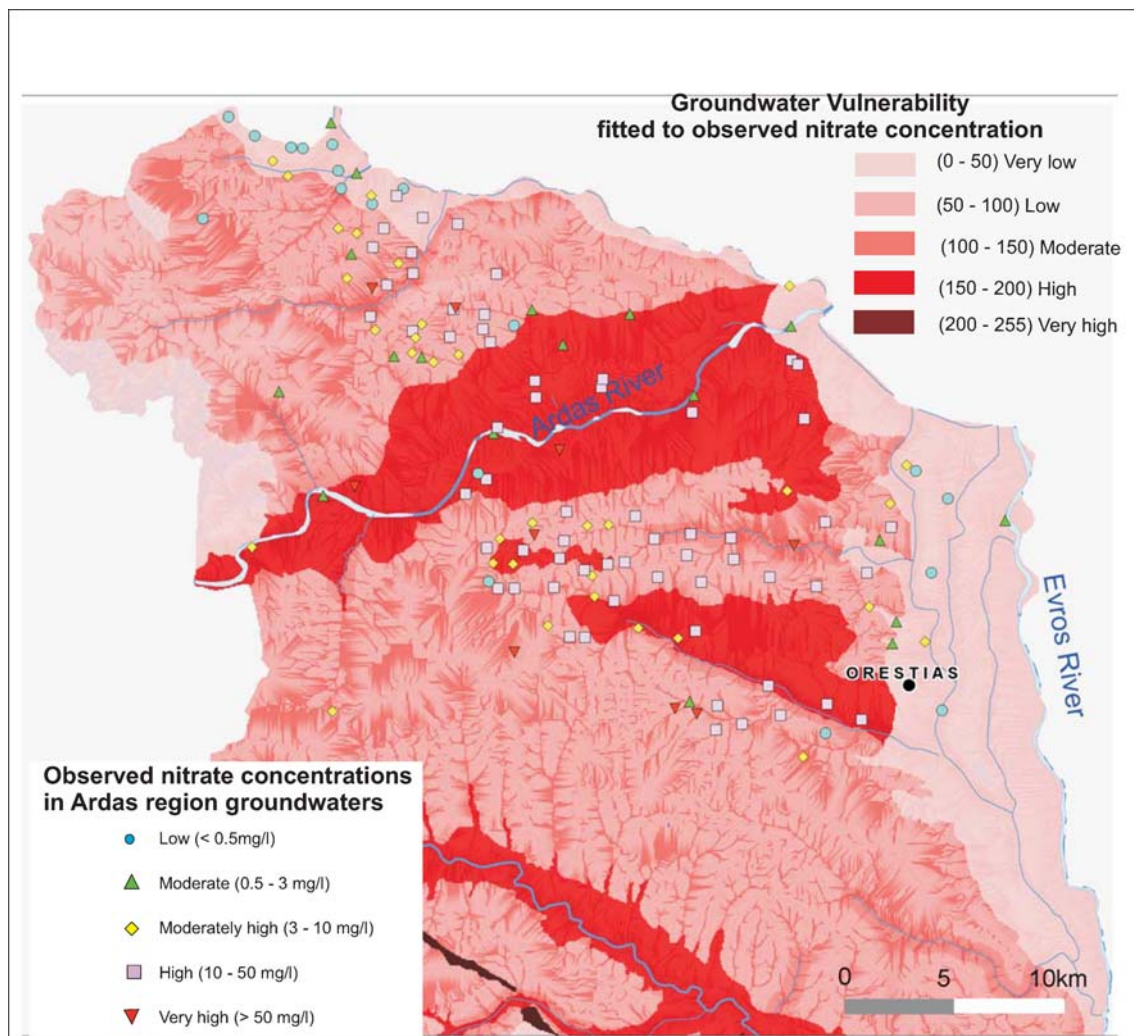 Groundwater Vulnerability
fitted to observed nitrate concentration
(0 - 50) Very low
(50 - 100) Low
(100 - 150) Moderate
(150 - 200) High
(200 - 255) Very high
Ardas River
Evros River
ORESTIAS
Observed nitrate concentrations
in Ardas region groundwaters
Low (< 0.5mg/l)
Moderate (0.5 - 3 mg/l)
Moderately high (3 - 10 mg/l)
High (10 - 50 mg/l)
Very high (> 50 mg/l)
0 5 10km